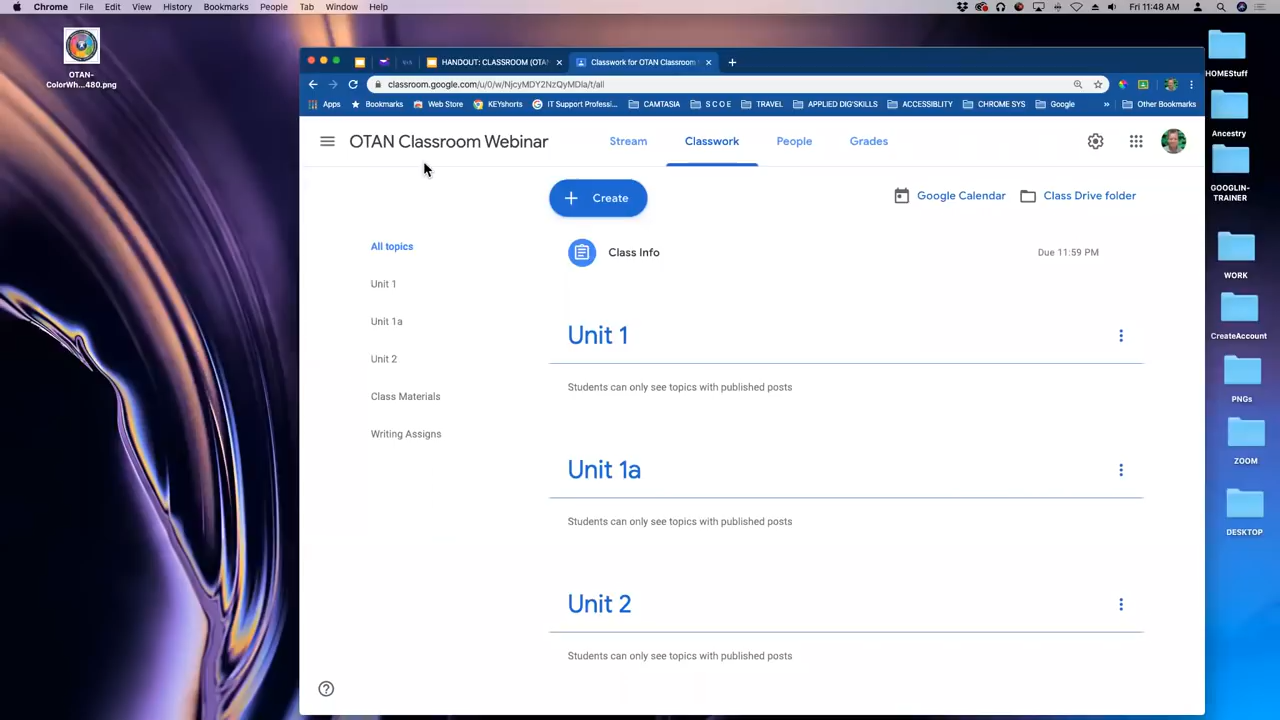 Chrome File Edit View History Bookmarks People Tab Window Help Fri 11:48 AM
OTAN-
ColorWh...480.png
HANDOUT: CLASSROOM (OTAN Classwork for OTAN Classroom
classroom.google.com/u/0/w/NjcyMDY2NzQyMDla/t/all
Apps Bookmarks Web Store KEYshorts IT Support Professi... CAMTASIA S C O E TRAVEL APPLIED DIG'SKILLS ACCESSIBLITY CHROME SYS Google » Other Bookmarks
OTAN Classroom Webinar Stream Classwork People Grades
Create Google Calendar Class Drive folder
All topics
Unit 1
Unit 1a
Unit 2
Class Materials
Writing Assigns
Class Info Due 11:59 PM
Unit 1
Students can only see topics with published posts
Unit 1a
Students can only see topics with published posts
Unit 2
Students can only see topics with published posts
HOMEStuff
Ancestry
GOOGLIN-
TRAINER
WORK
CreateAccount
PNGs
ZOOM
DESKTOP